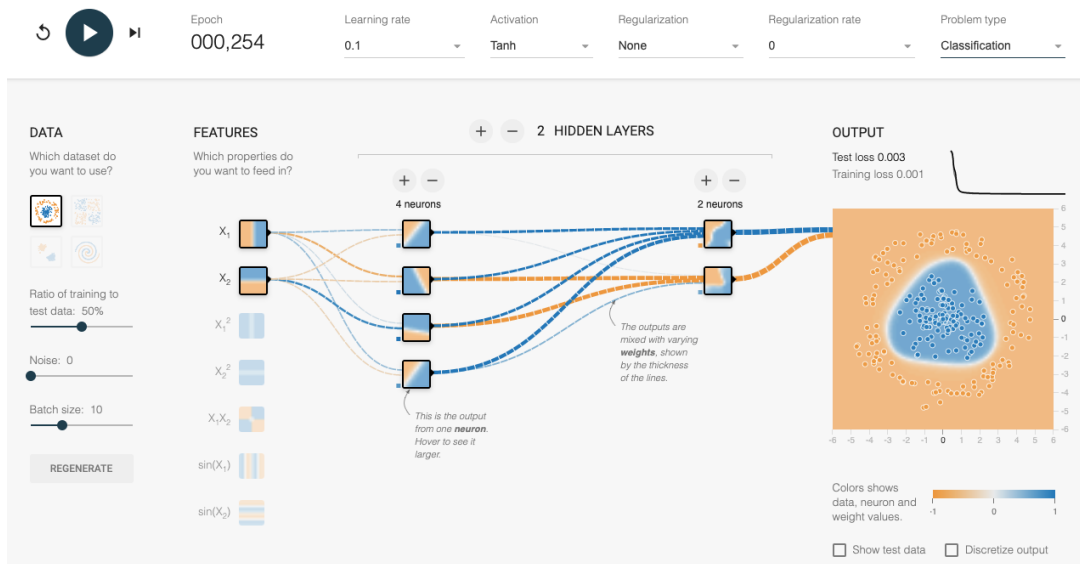 Epoch
000,254
Learning rate
0.1
Activation
Tanh
Regularization
None
Regularization rate
0
Problem type
Classification
DATA
Which dataset do
you want to use?
Ratio of training to
test data: 50%
Noise: 0
Batch size: 10
REGENERATE
FEATURES
Which properties do
you want to feed in?
X₁
X₂
X₁²
X₂²
X₁X₂
sin(X₁)
sin(X₂)
+ − 2 HIDDEN LAYERS
+ −
4 neurons
+ −
2 neurons
The outputs are
mixed with varying
weights, shown
by the thickness
of the lines.
This is the output
from one neuron.
Hover to see it
larger.
OUTPUT
Test loss 0.003
Training loss 0.001
6
5
4
3
2
1
0
-1
-2
-3
-4
-5
-6
-6 -5 -4 -3 -2 -1 0 1 2 3 4 5 6
Colors shows
data, neuron and
weight values.
-1 0 1
Show test data
Discretize output